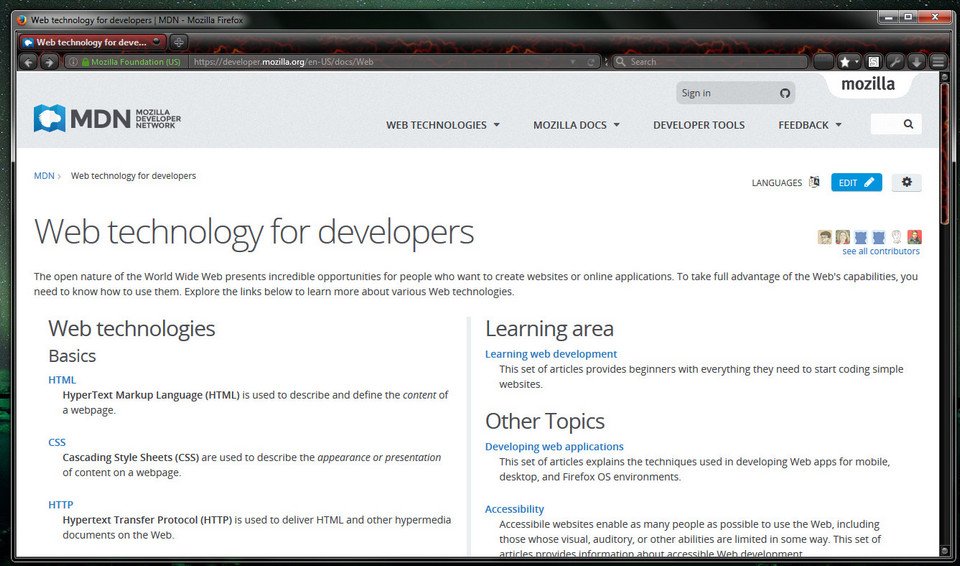 Web technology for developers | MDN - Mozilla Firefox
Web technology for deve...
Mozilla Foundation (US)
https://developer.mozilla.org/en-US/docs/Web
Search
mozilla
Sign in
MDN MOZILLA DEVELOPER NETWORK
WEB TECHNOLOGIES
MOZILLA DOCS
DEVELOPER TOOLS
FEEDBACK
MDN
Web technology for developers
LANGUAGES
EDIT
Web technology for developers
see all contributors
The open nature of the World Wide Web presents incredible opportunities for people who want to create websites or online applications. To take full advantage of the Web's capabilities, you
need to know how to use them. Explore the links below to learn more about various Web technologies.
Web technologies
Basics
HTML
HyperText Markup Language (HTML) is used to describe and define the content of
a webpage.
CSS
Cascading Style Sheets (CSS) are used to describe the appearance or presentation
of content on a webpage.
HTTP
Hypertext Transfer Protocol (HTTP) is used to deliver HTML and other hypermedia
documents on the Web.
Learning area
Learning web development
This set of articles provides beginners with everything they need to start coding simple
websites.
Other Topics
Developing web applications
This set of articles explains the techniques used in developing Web apps for mobile,
desktop, and Firefox OS environments.
Accessibility
Accessibile websites enable as many people as possible to use the Web, including
those whose visual, auditory, or other abilities are limited in some way. This set of
articles provides information about accessible Web development.